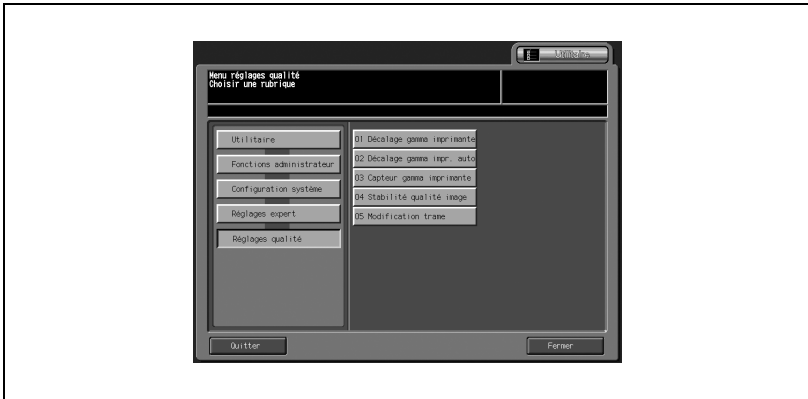 Utilitaire
Menu réglages qualité
Choisir une rubrique
Utilitaire
Fonctions administrateur
Configuration système
Réglages expert
Réglages qualité
01 Décalage gamma imprimante
02 Décalage gamma impr. auto
03 Capteur gamma imprimante
04 Stabilité qualité image
05 Modification trame
Quitter
Fermer